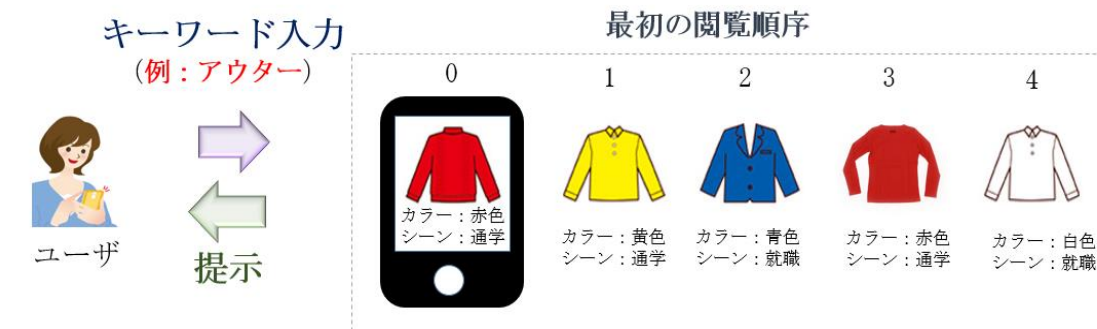 キーワード入力
(例：アウター)
ユーザ
提示
最初の閲覧順序
0
1
2
3
4
カラー：赤色
シーン：通学
カラー：黄色
シーン：通学
カラー：青色
シーン：就職
カラー：赤色
シーン：通学
カラー：白色
シーン：就職